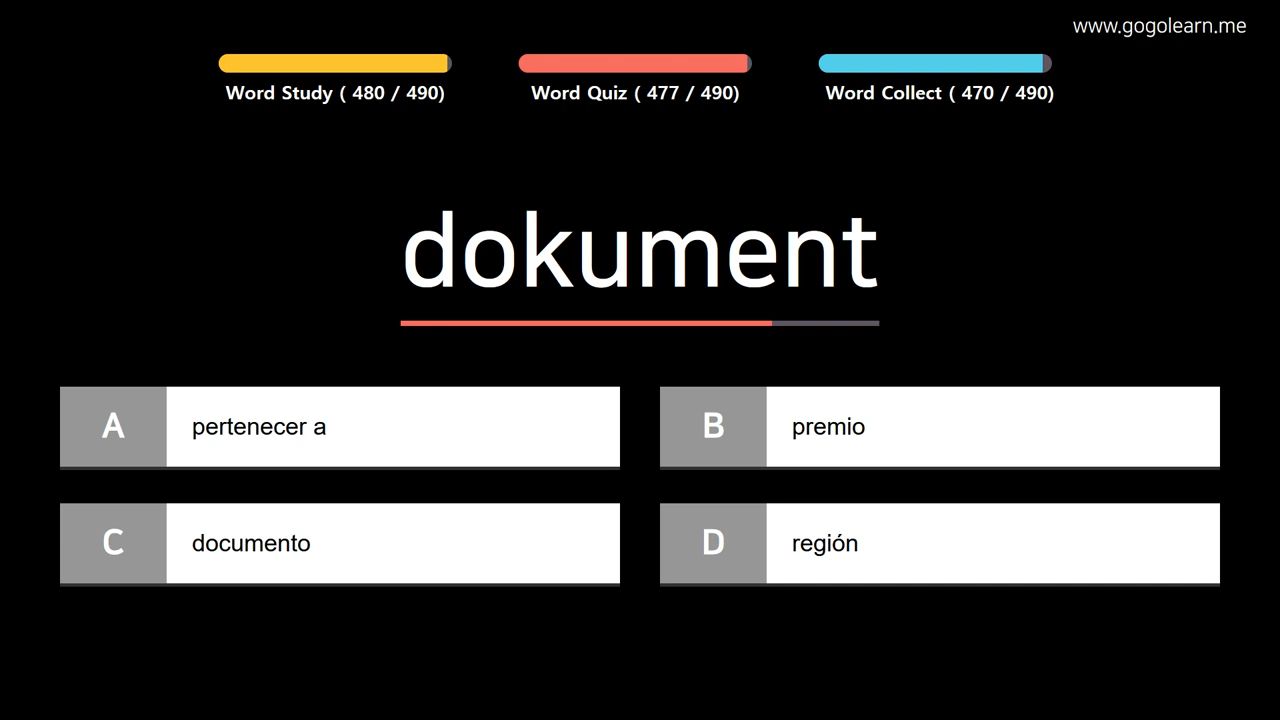 www.gogolearn.me
Word Study ( 480 / 490)
Word Quiz ( 477 / 490)
Word Collect ( 470 / 490)
dokument
A pertenecer a
B premio
C documento
D región